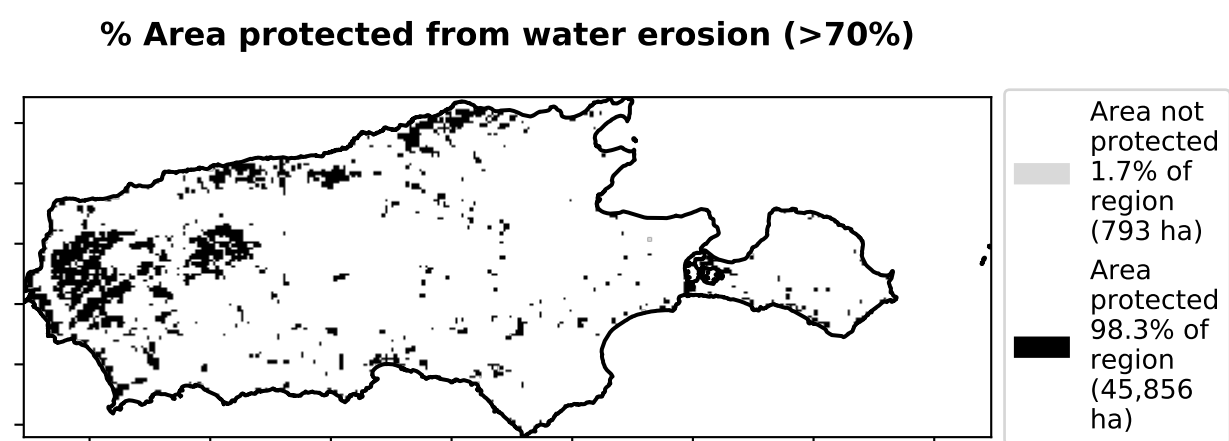 % Area protected from water erosion (>70%)
Area not
protected
1.7% of
region
(793 ha)
Area
protected
98.3% of
region
(45,856
ha)